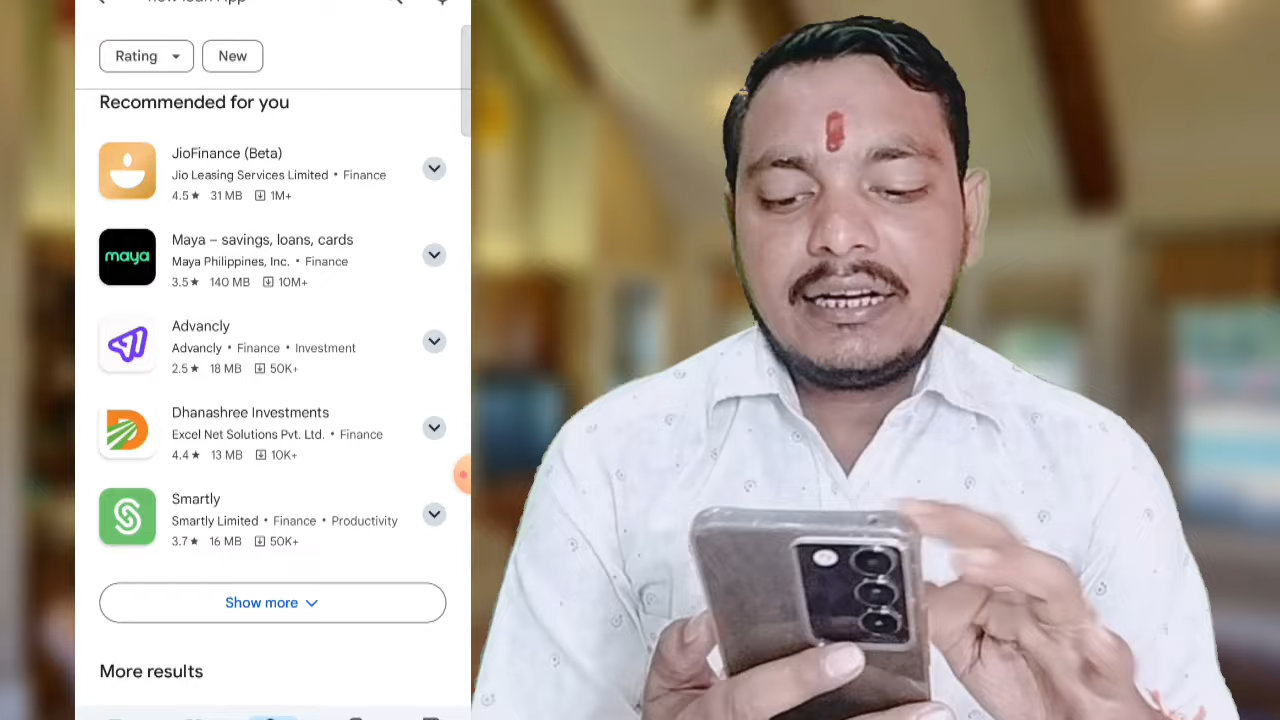 new loan App
Rating
New
Recommended for you
JioFinance (Beta)
Jio Leasing Services Limited • Finance
4.5★ 31 MB 1M+
maya
Maya – savings, loans, cards
Maya Philippines, Inc. • Finance
3.5★ 140 MB 10M+
Advancly
Advancly • Finance • Investment
2.5★ 18 MB 50K+
Dhanashree Investments
Excel Net Solutions Pvt. Ltd. • Finance
4.4★ 13 MB 10K+
Smartly
Smartly Limited • Finance • Productivity
3.7★ 16 MB 50K+
Show more
More results